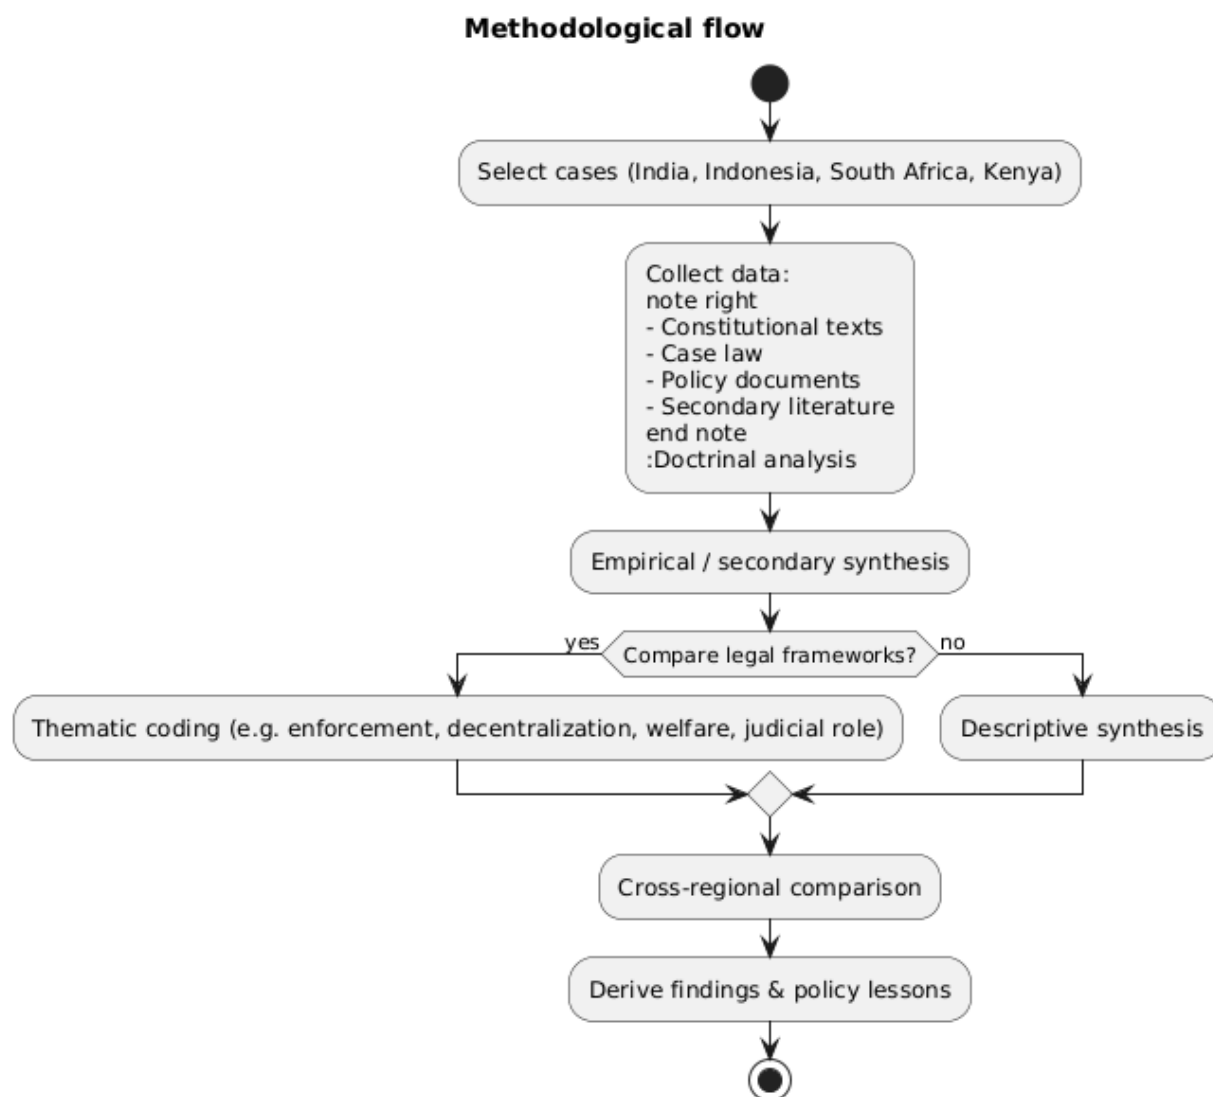 Methodological flow
Select cases (India, Indonesia, South Africa, Kenya)
Collect data:
note right
- Constitutional texts
- Case law
- Policy documents
- Secondary literature
end note
:Doctrinal analysis
Empirical / secondary synthesis
yes
Compare legal frameworks?
no
Thematic coding (e.g. enforcement, decentralization, welfare, judicial role)
Descriptive synthesis
Cross-regional comparison
Derive findings & policy lessons